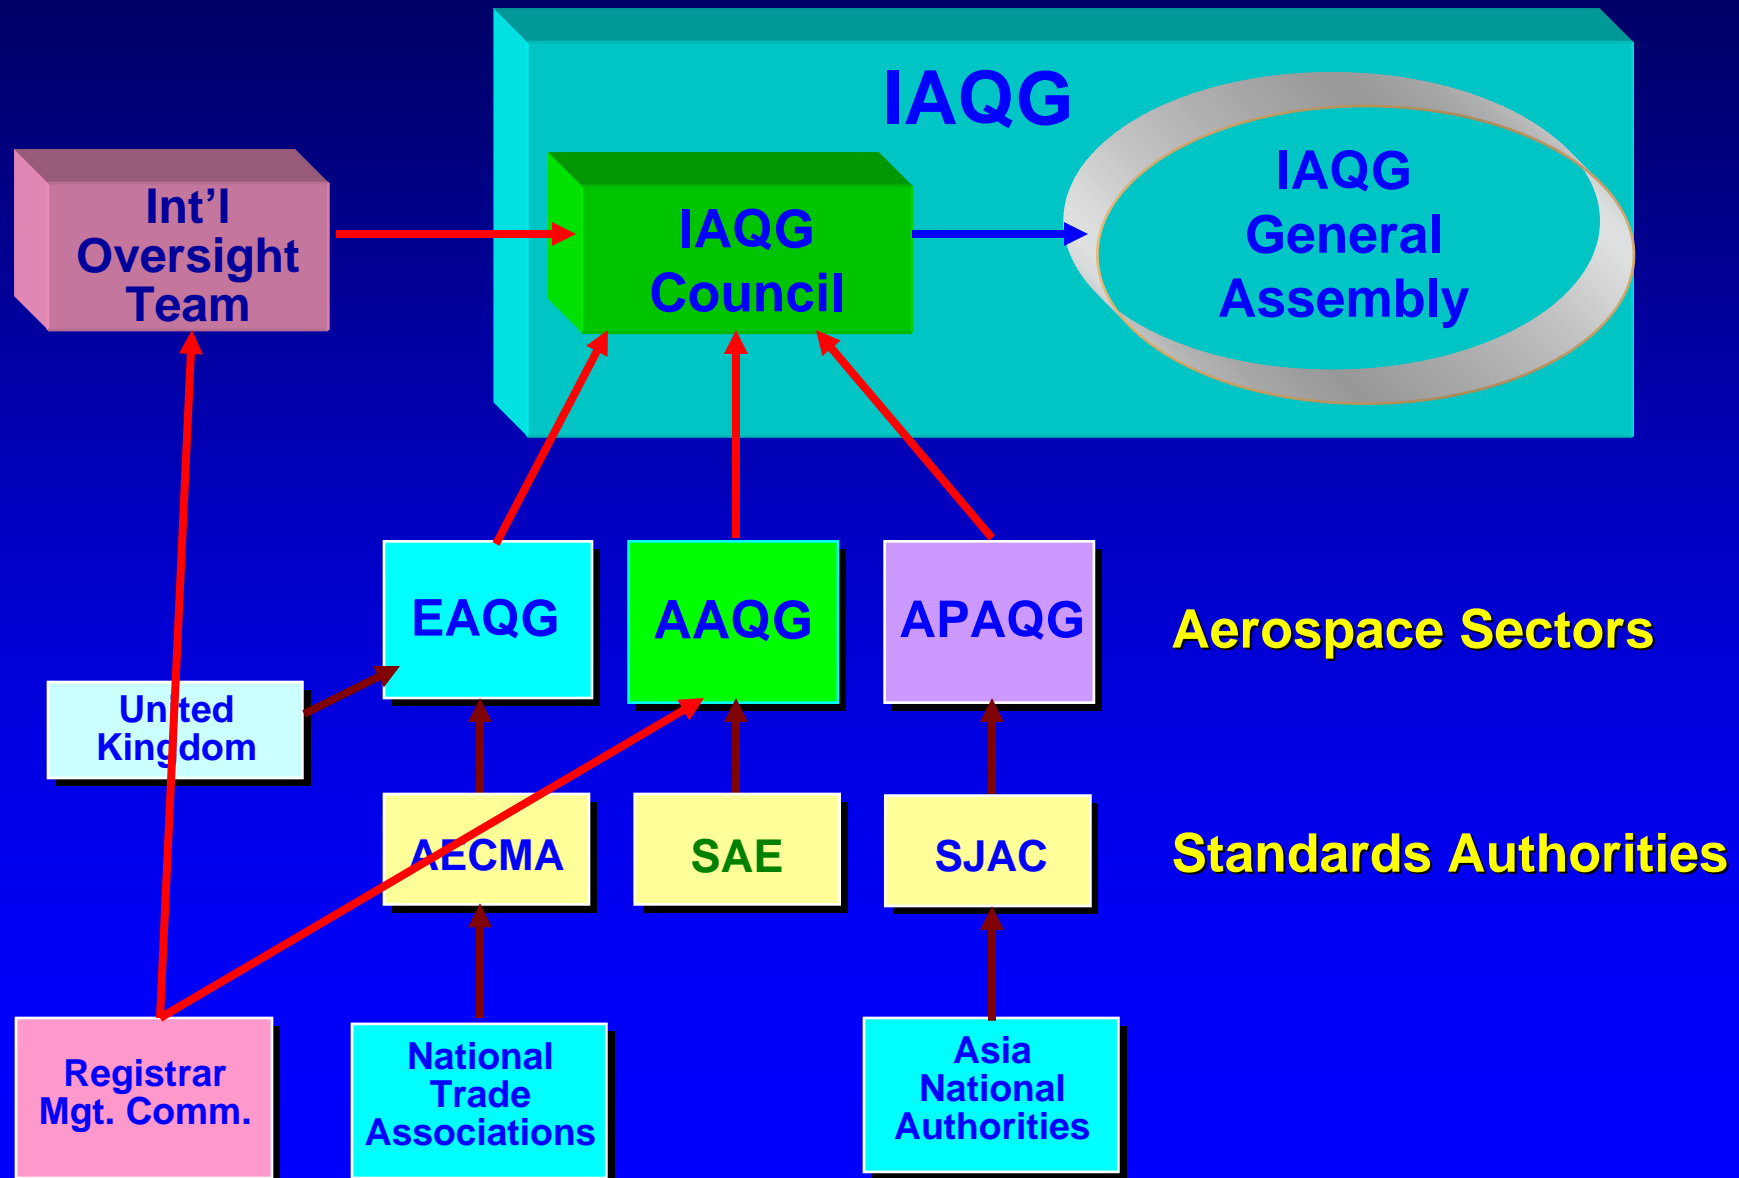 IAQG
Int’l
Oversight
Team
IAQG
Council
IAQG
General
Assembly
EAQG
AAQG
APAQG
Aerospace Sectors
United
Kingdom
AECMA
SAE
SJAC
Standards Authorities
Registrar
Mgt. Comm.
National
Trade
Associations
Asia
National
Authorities